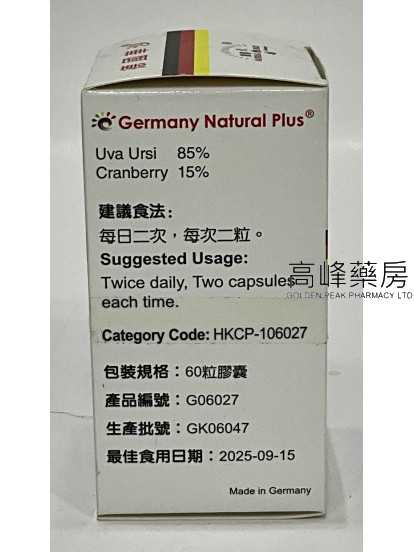 Germany Natural Plus®
Uva Ursi 85%
Cranberry 15%
建議食法：
每日二次，每次二粒。
Suggested Usage:
Twice daily, Two capsules
each time.
高峰藥房
GOLDEN PEAK PHARMACY LTD
Category Code: HKCP-106027
包裝規格：60粒膠囊
產品編號：G06027
生產批號：GK06047
最佳食用日期：2025-09-15
Made in Germany